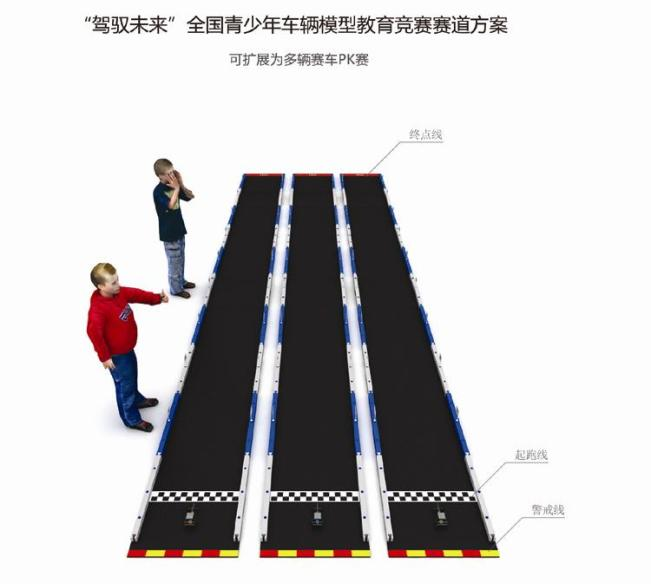 “驾驭未来”全国青少年车辆模型教育竞赛赛道方案
可扩展为多辆赛车PK赛
终点线
起跑线
警戒线